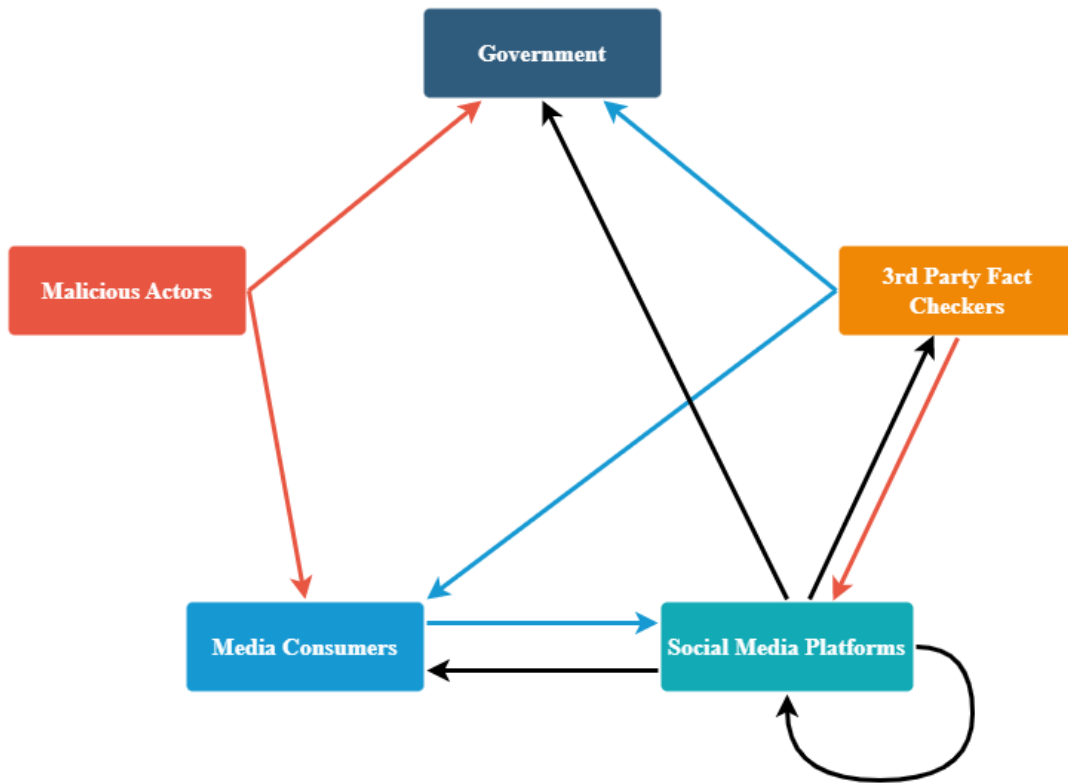 Government
Malicious Actors
3rd Party Fact
Checkers
Media Consumers
Social Media Platforms